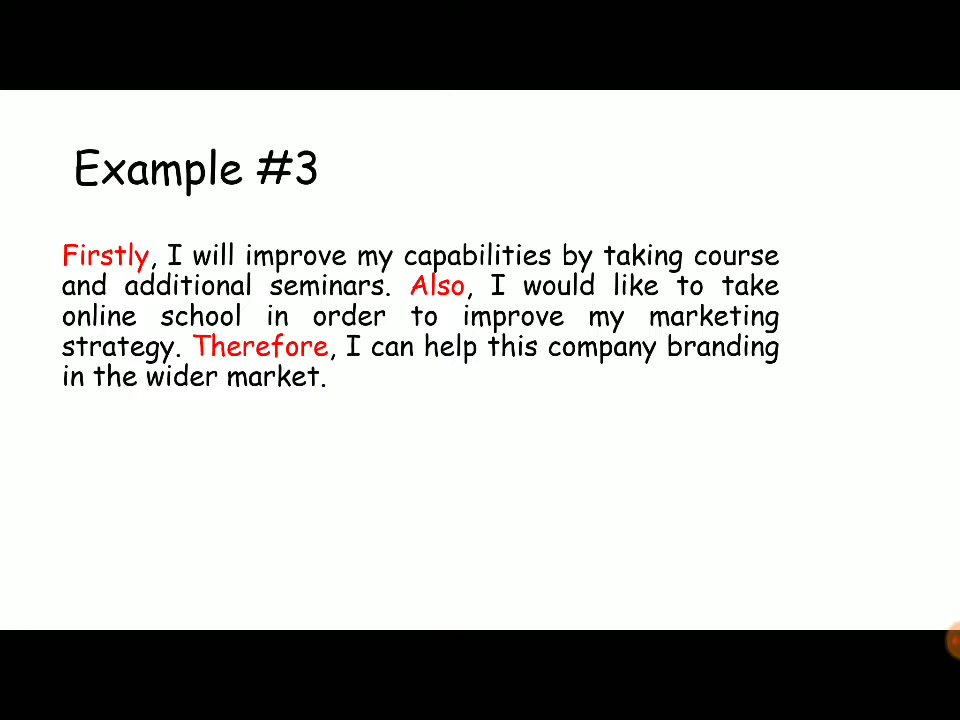 Example #3
Firstly, I will improve my capabilities by taking course
and additional seminars. Also, I would like to take
online school in order to improve my marketing
strategy. Therefore, I can help this company branding
in the wider market.